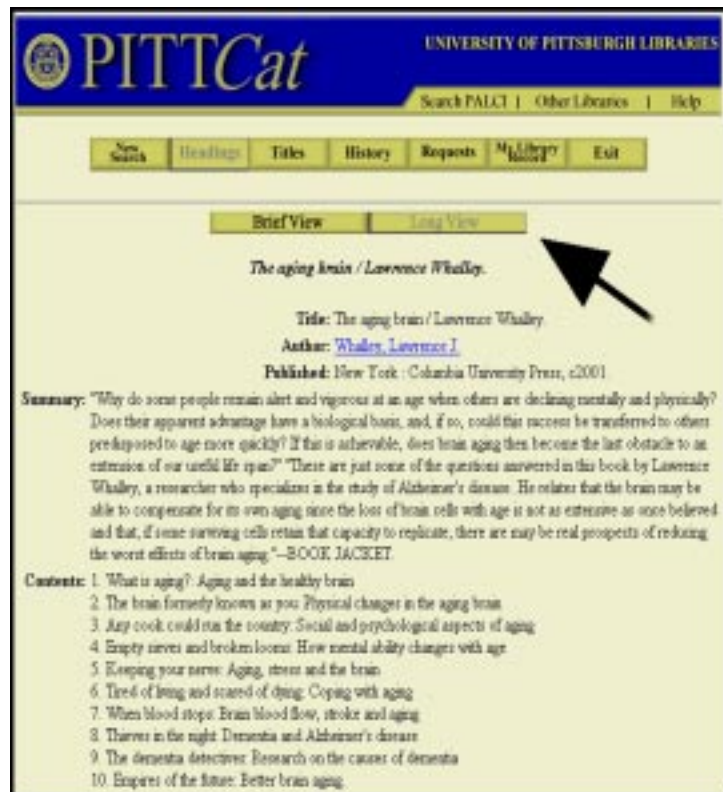 PITTCat
UNIVERSITY OF PITTSBURGH LIBRARIES
Search PALCI | Other Libraries | Help
New Search Headings Titles History Requests My Library Record Exit
Brief View Long View
The aging brain / Lawrence Whalley.
Title: The aging brain / Lawrence Whalley.
Author: Whalley, Lawrence J.
Published: New York : Columbia University Press, c2001.
Summary: "Why do some people remain alert and vigorous at an age when others are declining mentally and physically?
Does their apparent advantage have a biological basis, and, if so, could this success be transferred to others
predisposed to age more quickly? If this is achievable, does brain aging then become the last obstacle to an
extension of our useful life span?" "These are just some of the questions answered in this book by Lawrence
Whalley, a researcher who specializes in the study of Alzheimer's disease. He relates that the brain may be
able to compensate for its own aging since the loss of brain cells with age is not as extensive as once believed
and that, if some surviving cells retain that capacity to replicate, there are may be real prospects of reducing
the worst effects of brain aging."--BOOK JACKET.
Contents: 1. What is aging?: Aging and the healthy brain
2. The brain formerly known as you: Physical changes in the aging brain
3. Any cook could run the country: Social and psychological aspects of aging
4. Empty sieves and broken looms: How mental ability changes with age
5. Keeping your nerve: Aging, stress and the brain
6. Tired of living and scared of dying: Coping with aging
7. When blood stops: Brain blood flow, stroke and aging
8. Thieves in the night: Dementia and Alzheimer's disease
9. The dementia detectives: Research on the causes of dementia
10. Empires of the future: Better brain aging.